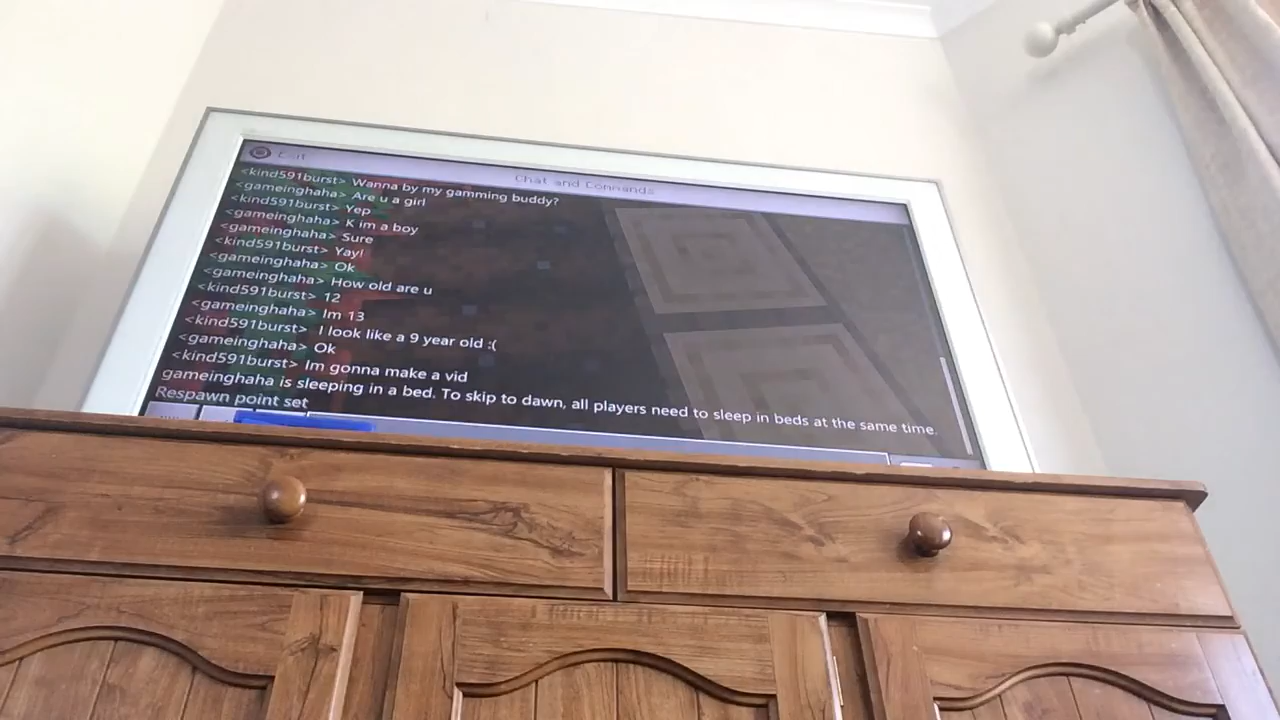 Exit
Chat and Commands
<kind591burst> Wanna by my gamming buddy?
<gameinghaha> Are u a girl
<kind591burst> Yep
<gameinghaha> K im a boy
<gameinghaha> Sure
<kind591burst> Yay!
<gameinghaha> Ok
<gameinghaha> How old are u
<kind591burst> 12
<gameinghaha> Im 13
<kind591burst> I look like a 9 year old :(
<gameinghaha> Ok
<kind591burst> Im gonna make a vid
gameinghaha is sleeping in a bed. To skip to dawn, all players need to sleep in beds at the same time.
Respawn point set